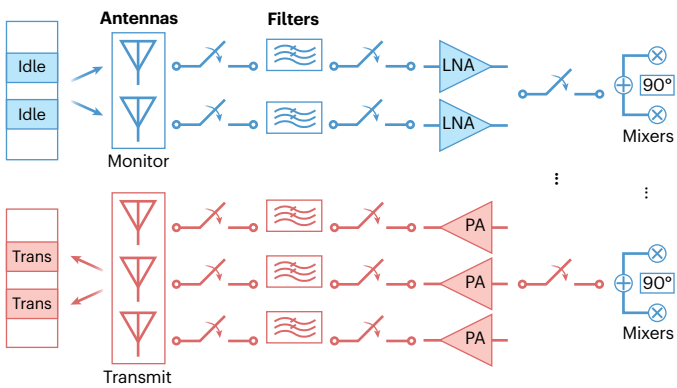 Antennas
Filters
Idle
Idle
LNA
LNA
90°
Mixers
Monitor
Trans
Trans
PA
PA
PA
90°
Mixers
Transmit